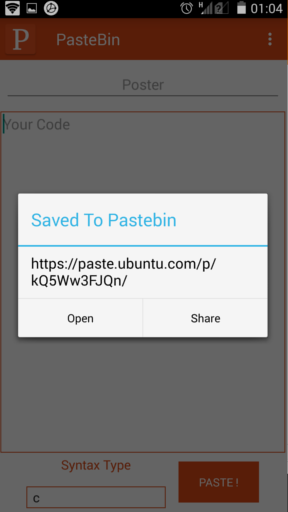 H
01:04
P
PasteBin
Poster
Your Code
Saved To Pastebin
https://paste.ubuntu.com/p/
kQ5Ww3FJQn/
Open
Share
Syntax Type
c
PASTE!